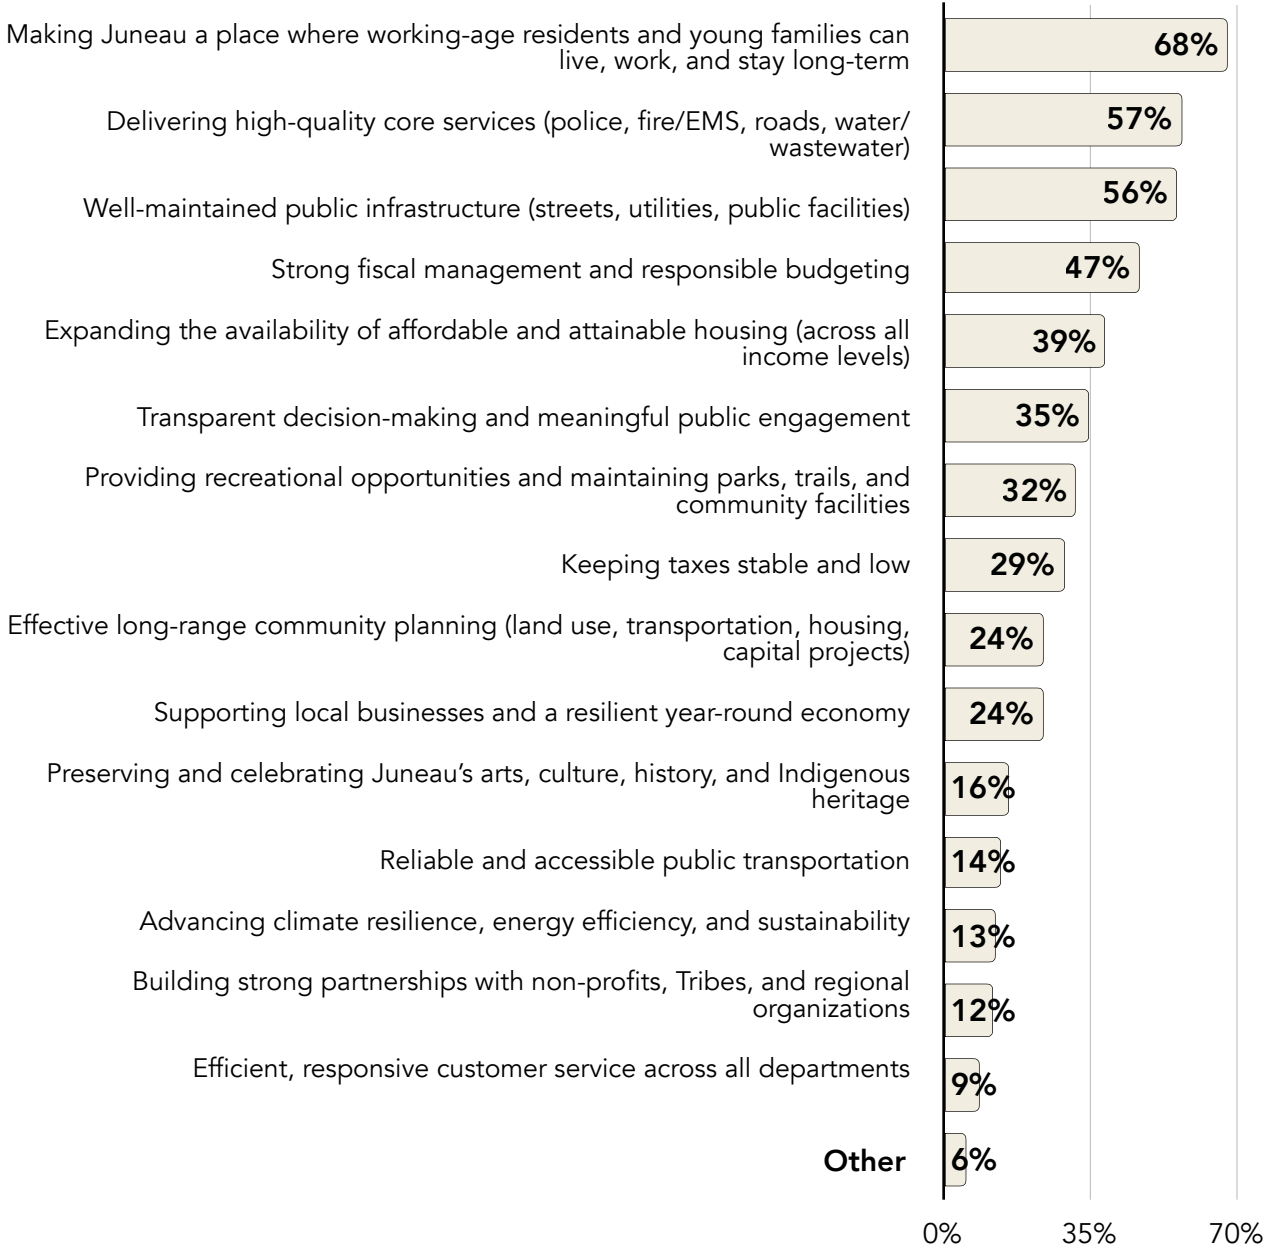 Making Juneau a place where working-age residents and young families can
live, work, and stay long-term
68%
Delivering high-quality core services (police, fire/EMS, roads, water/
wastewater)
57%
Well-maintained public infrastructure (streets, utilities, public facilities)
56%
Strong fiscal management and responsible budgeting
47%
Expanding the availability of affordable and attainable housing (across all
income levels)
39%
Transparent decision-making and meaningful public engagement
35%
Providing recreational opportunities and maintaining parks, trails, and
community facilities
32%
Keeping taxes stable and low
29%
Effective long-range community planning (land use, transportation, housing,
capital projects)
24%
Supporting local businesses and a resilient year-round economy
24%
Preserving and celebrating Juneau’s arts, culture, history, and Indigenous
heritage
16%
Reliable and accessible public transportation
14%
Advancing climate resilience, energy efficiency, and sustainability
13%
Building strong partnerships with non-profits, Tribes, and regional
organizations
12%
Efficient, responsive customer service across all departments
9%
Other
6%
0% 35% 70%